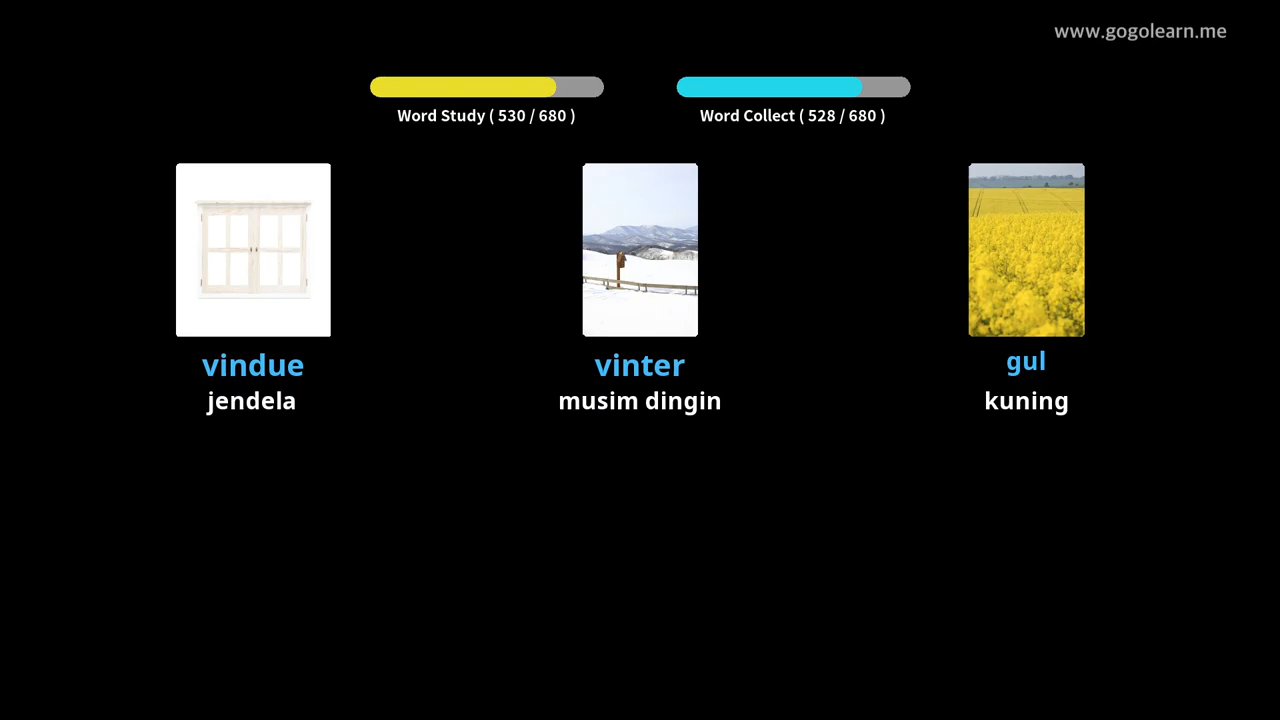 www.gogolearn.me
Word Study ( 530 / 680 )
Word Collect ( 528 / 680 )
vindue
jendela
vinter
musim dingin
gul
kuning